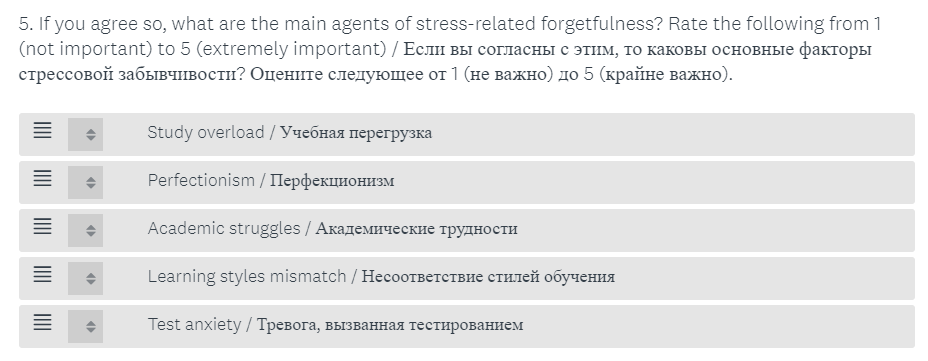 5. If you agree so, what are the main agents of stress-related forgetfulness? Rate the following from 1
(not important) to 5 (extremely important) / Если вы согласны с этим, то каковы основные факторы
стрессовой забывчивости? Оцените следующее от 1 (не важно) до 5 (крайне важно).
Study overload / Учебная перегрузка
Perfectionism / Перфекционизм
Academic struggles / Академические трудности
Learning styles mismatch / Несоответствие стилей обучения
Test anxiety / Тревога, вызванная тестированием